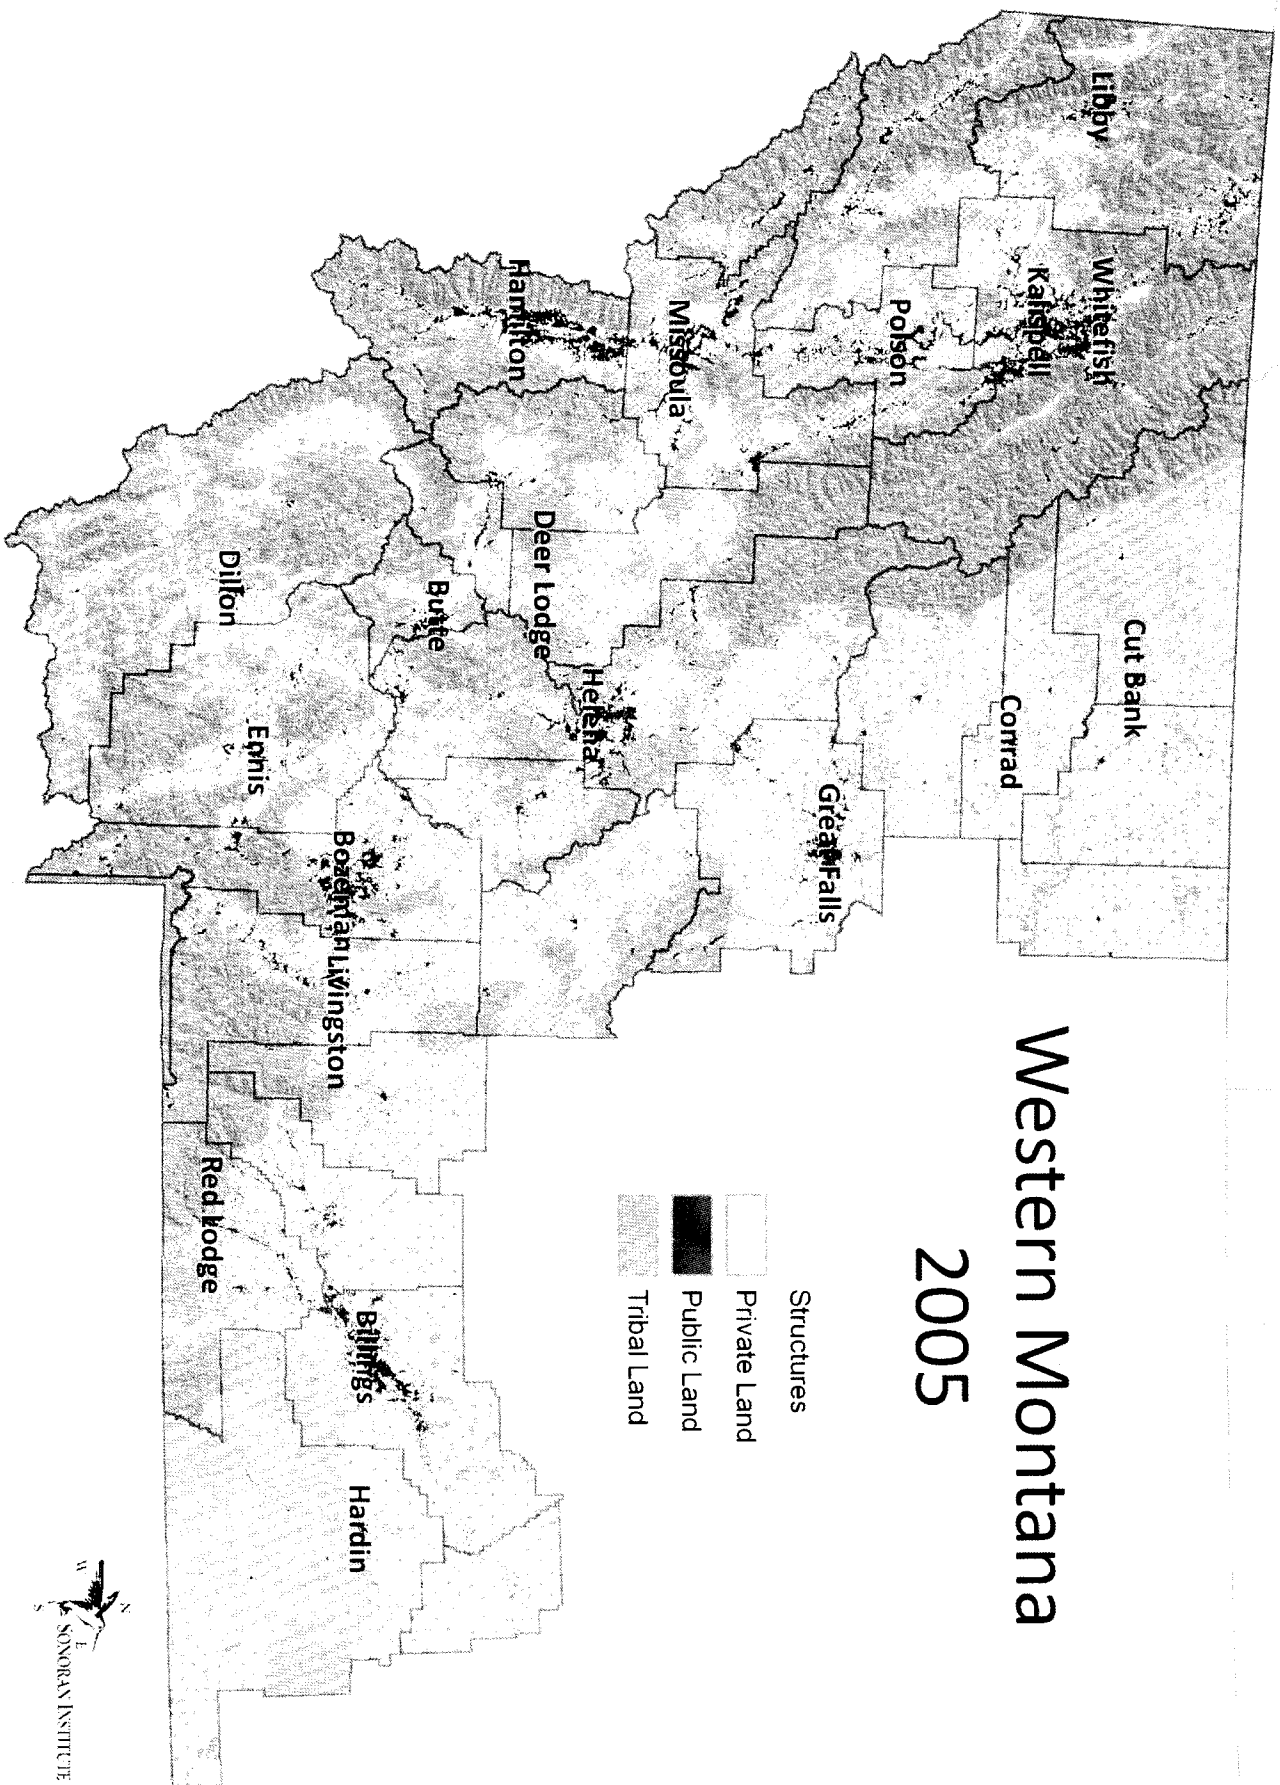 Western Montana
2005
Structures
Private Land
Public Land
Tribal Land
Libby
Whitefish
Kalispell
Cut Bank
Conrad
Polson
Great Falls
Missoula
Helena
Hamilton
Deer Lodge
Butte
Dillon
Ennis
Bozeman
Livingston
Billings
Hardin
Red Lodge
N
W
E
S
SONORAN INSTITUTE